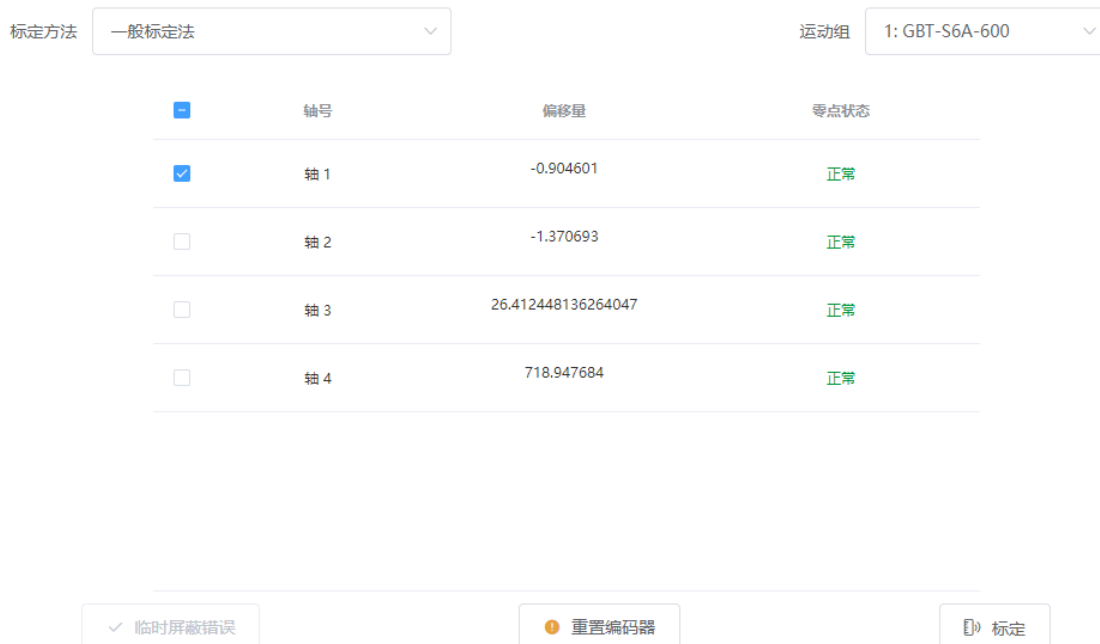 标定方法 一般标定法 运动组 1: GBT-S6A-600
轴号 偏移量 零点状态
轴 1 -0.904601 正常
轴 2 -1.370693 正常
轴 3 26.412448136264047 正常
轴 4 718.947684 正常
临时屏蔽错误 重置编码器 标定